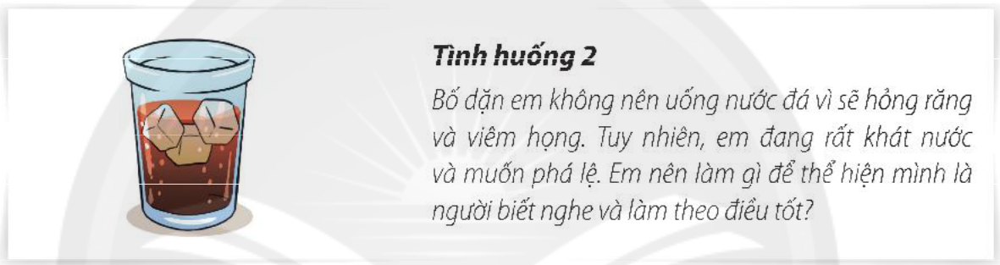 Tình huống 2
Bố dặn em không nên uống nước đá vì sẽ hỏng răng
và viêm họng. Tuy nhiên, em đang rất khát nước
và muốn phá lệ. Em nên làm gì để thể hiện mình là
người biết nghe và làm theo điều tốt?